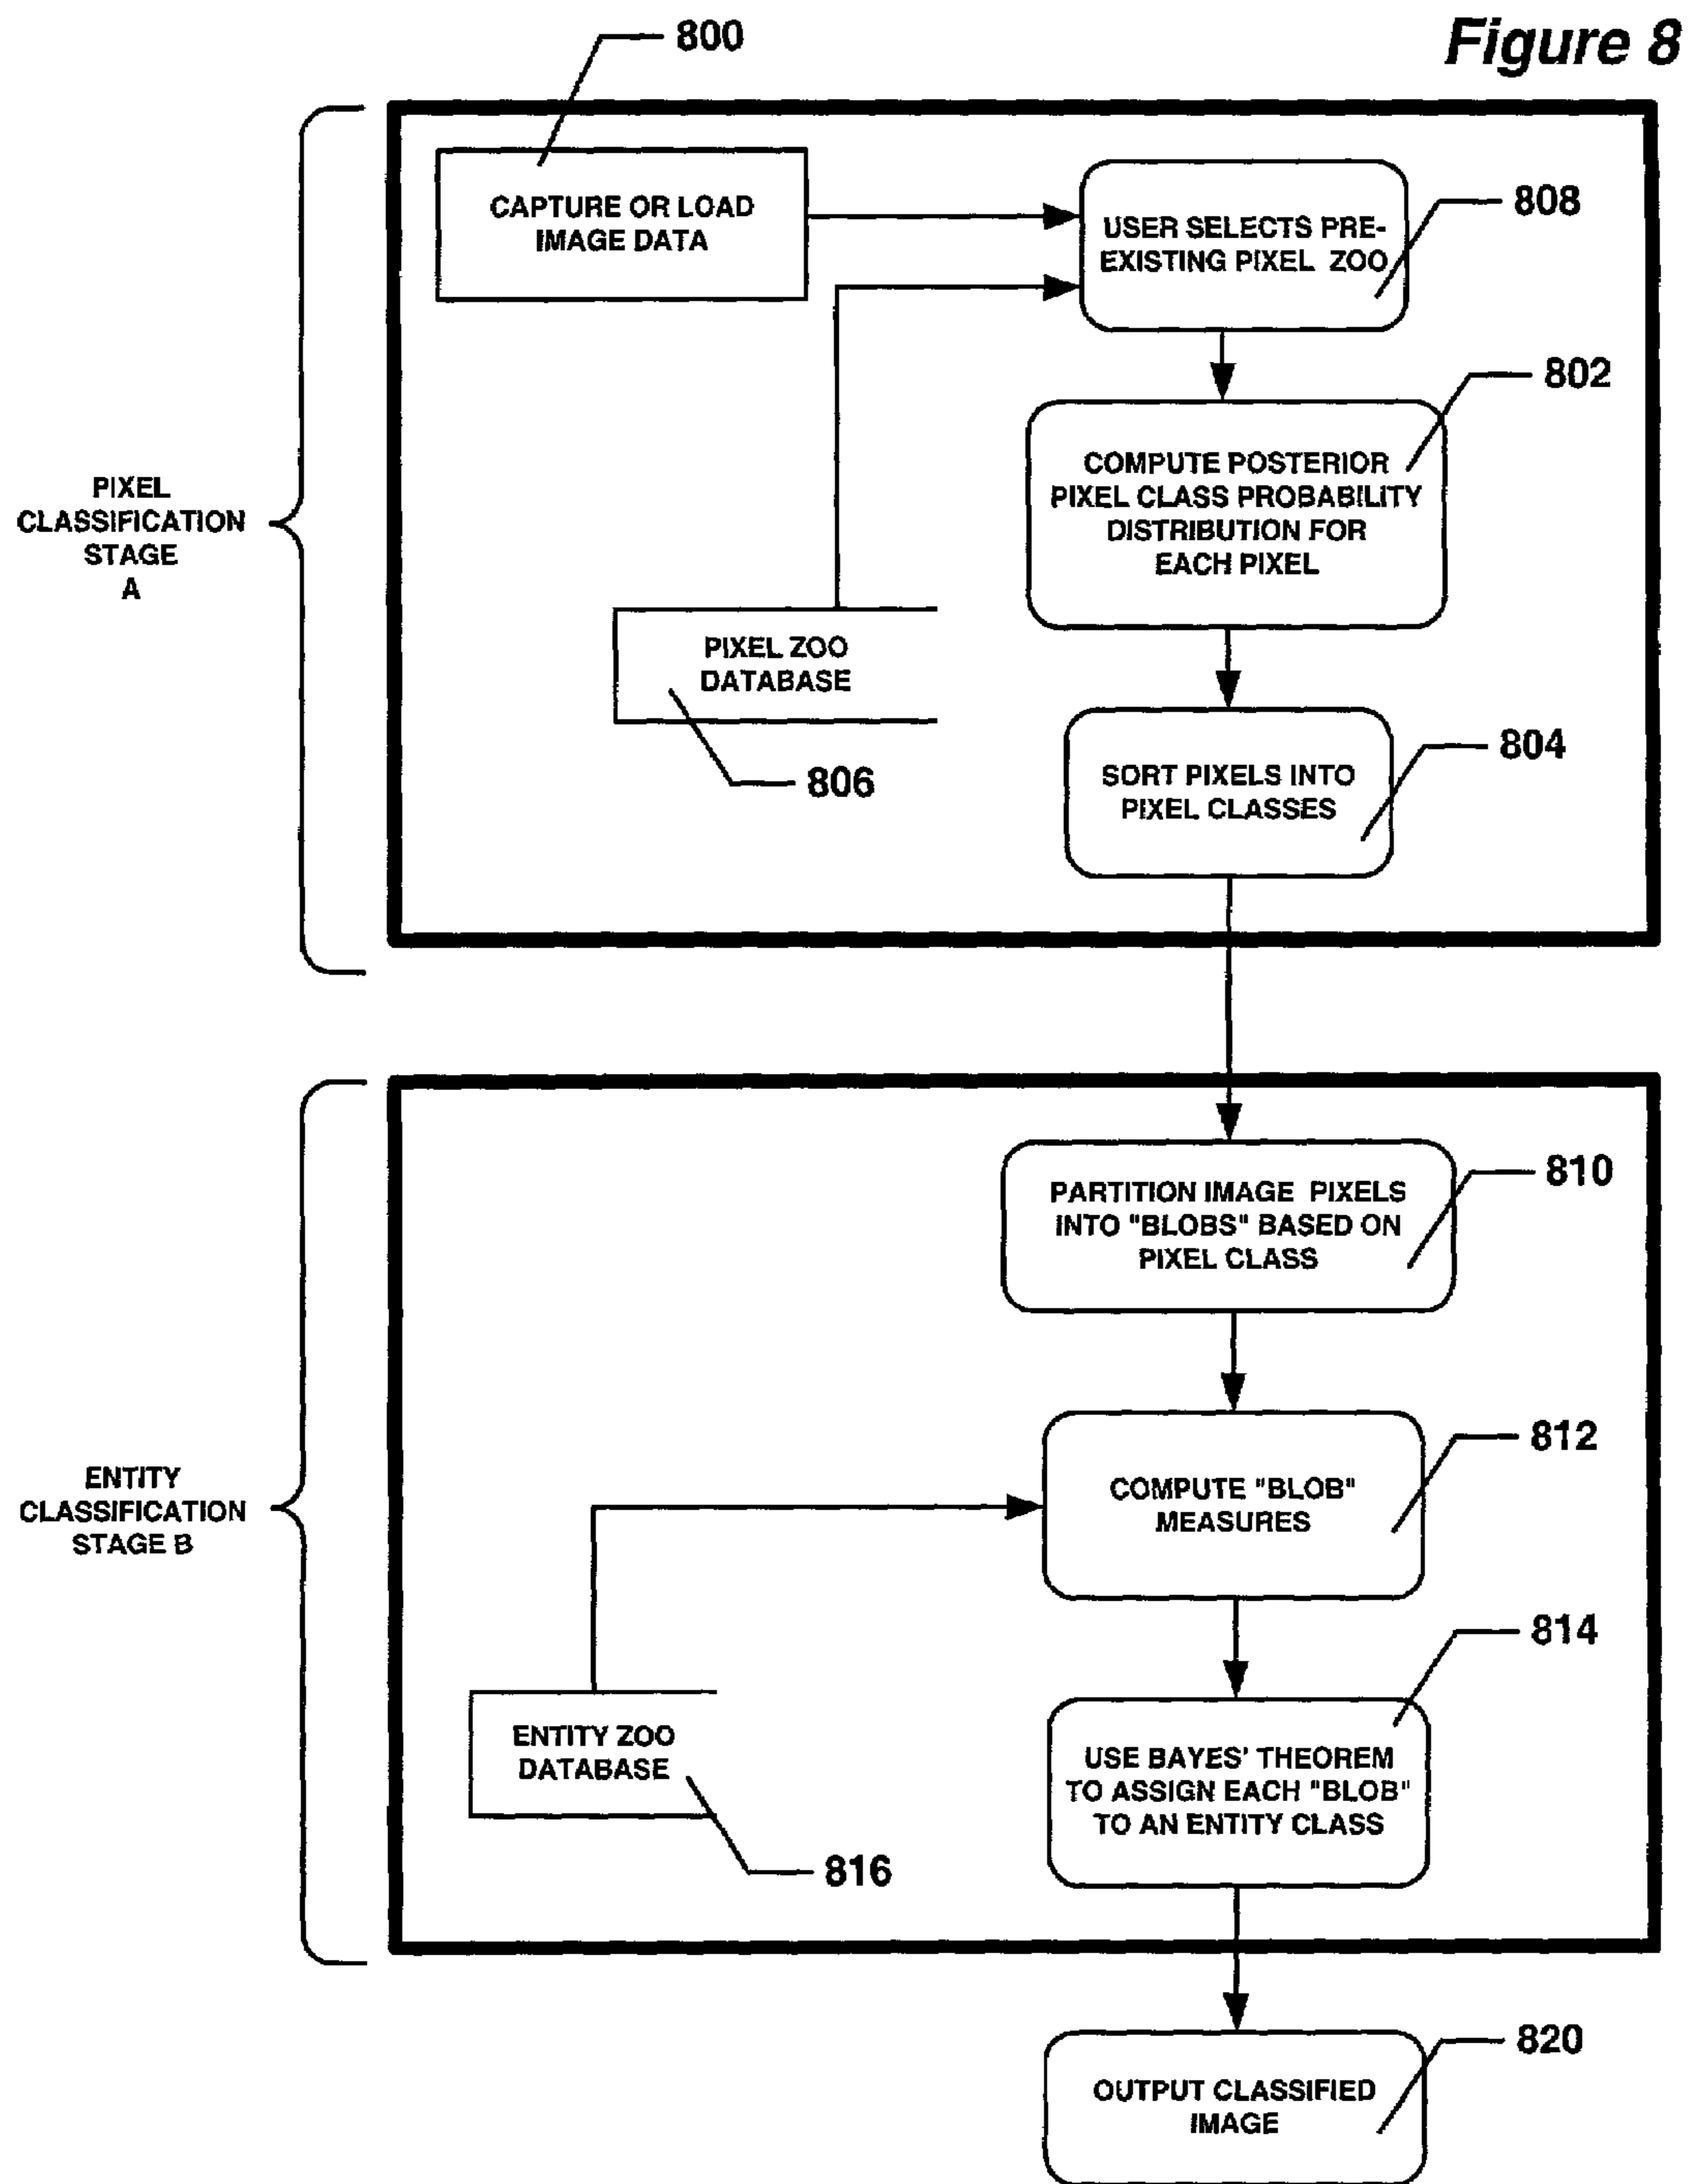 Figure 8
800
CAPTURE OR LOAD
IMAGE DATA
USER SELECTS PRE-
EXISTING PIXEL ZOO
808
802
COMPUTE POSTERIOR
PIXEL CLASS PROBABILITY
DISTRIBUTION FOR
EACH PIXEL
PIXEL
CLASSIFICATION
STAGE
A
PIXEL ZOO
DATABASE
806
804
SORT PIXELS INTO
PIXEL CLASSES
810
PARTITION IMAGE PIXELS
INTO "BLOBS" BASED ON
PIXEL CLASS
812
COMPUTE "BLOB"
MEASURES
ENTITY
CLASSIFICATION
STAGE B
814
ENTITY ZOO
DATABASE
816
USE BAYES' THEOREM
TO ASSIGN EACH "BLOB"
TO AN ENTITY CLASS
820
OUTPUT CLASSIFIED
IMAGE